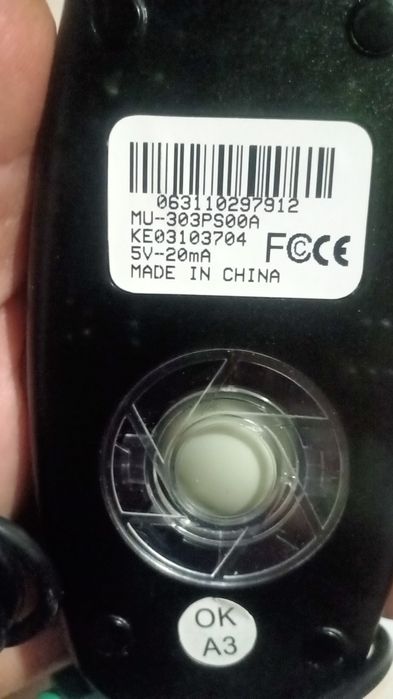 063110297912
MU-303PS00A
KE03103704
5V-20mA
FC CE
MADE IN CHINA
OK
A3